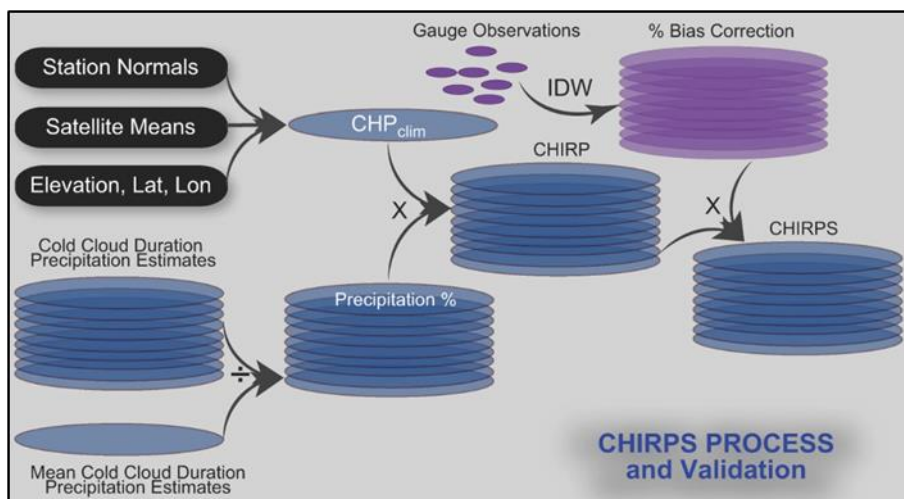 Gauge Observations
% Bias Correction
Station Normals
IDW
Satellite Means
CHPclim
CHIRP
Elevation, Lat, Lon
X
X
Cold Cloud Duration
Precipitation Estimates
CHIRPS
Precipitation %
÷
CHIRPS PROCESS
and Validation
Mean Cold Cloud Duration
Precipitation Estimates